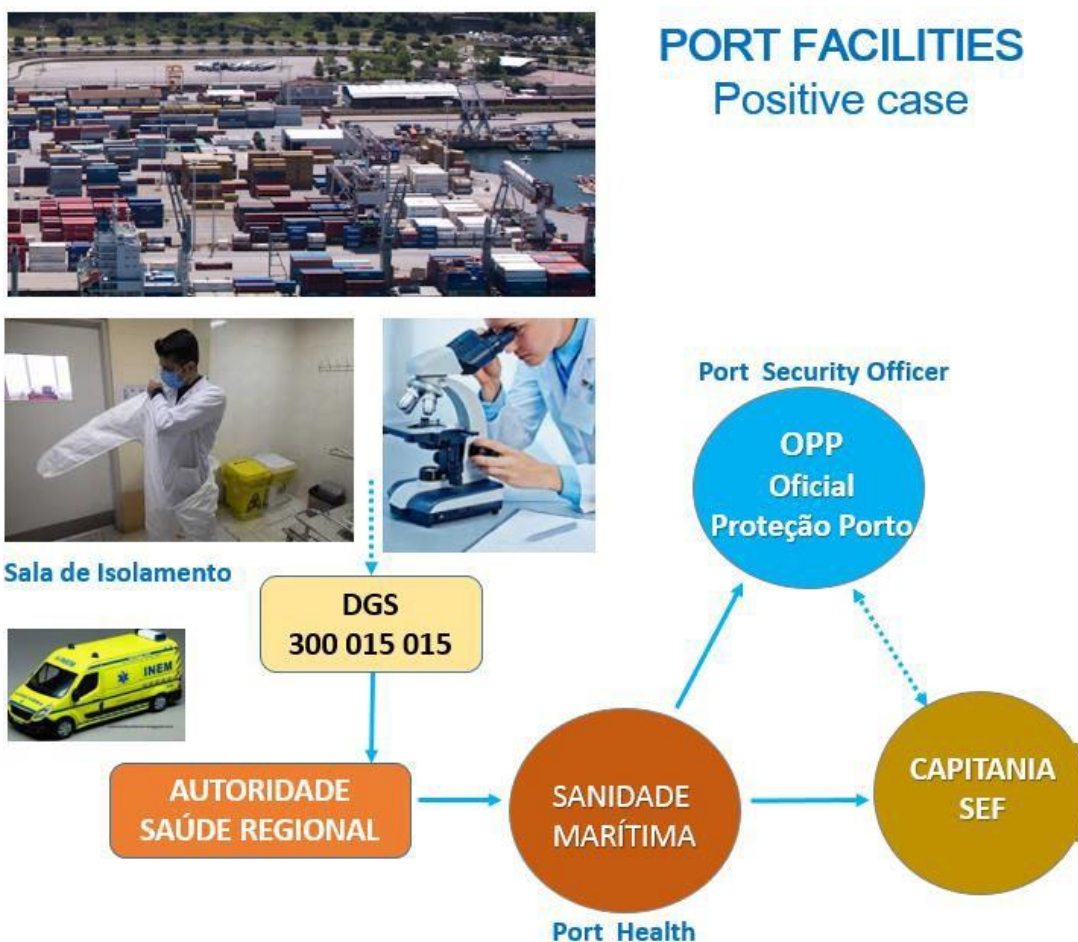 PORT FACILITIES
Positive case
Port Security Officer
OPP
Oficial
Proteção Porto
Sala de Isolamento
DGS
300 015 015
INEM
AUTORIDADE
SAÚDE REGIONAL
SANIDADE
MARÍTIMA
CAPITANIA
SEF
Port Health